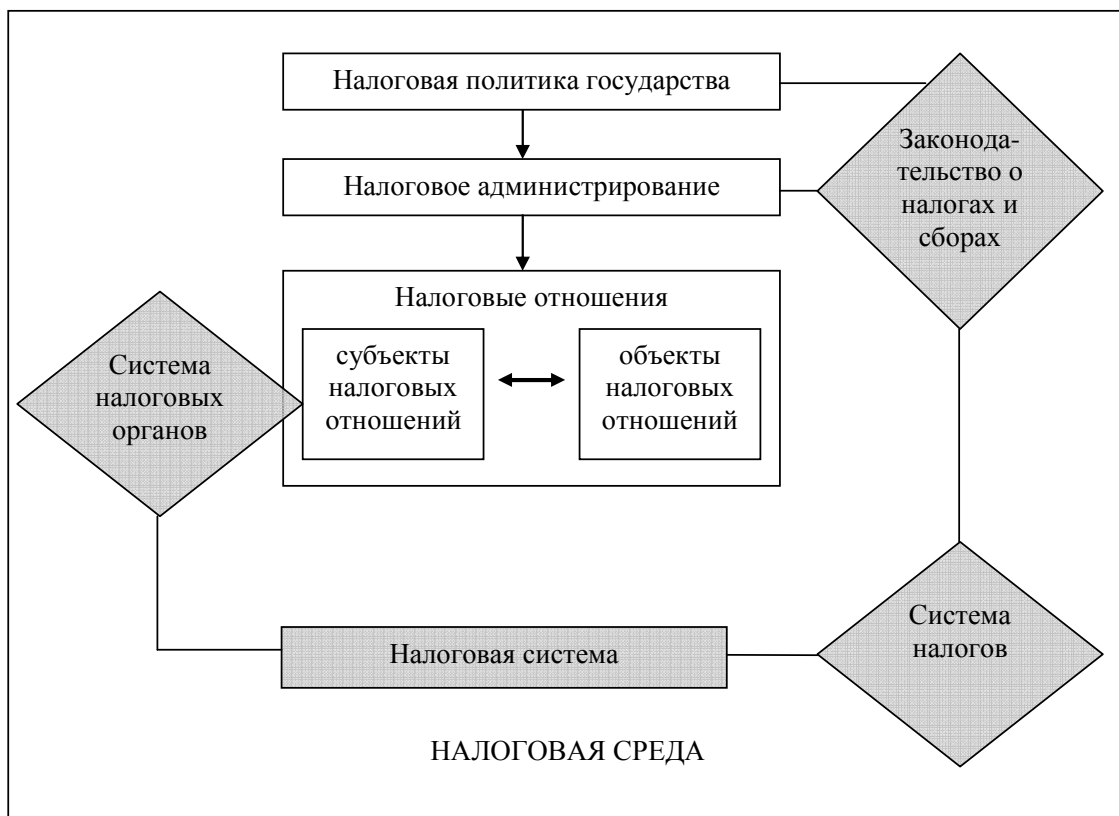 Налоговая политика государства
Законода-
тельство о
налогах и
сборах
Налоговое администрирование
Налоговые отношения
субъекты
налоговых
отношений
объекты
налоговых
отношений
Система
налоговых
органов
Система
налогов
Налоговая система
НАЛОГОВАЯ СРЕДА